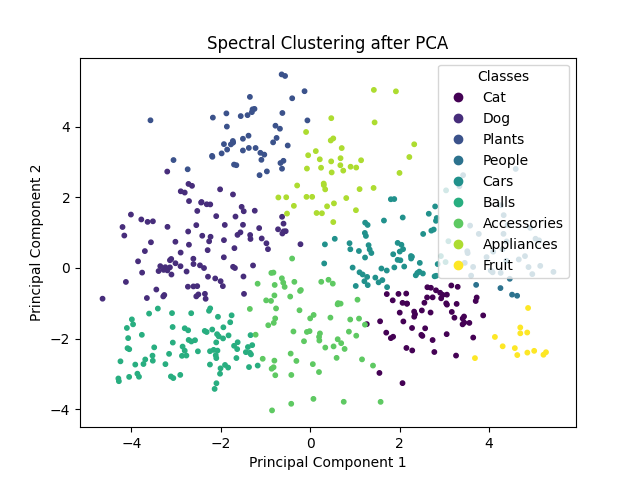 Spectral Clustering after PCA
Classes
Cat
Dog
Plants
People
Cars
Balls
Accessories
Appliances
Fruit
Principal Component 2
4
2
0
−2
−4
−4
−2
0
2
4
Principal Component 1